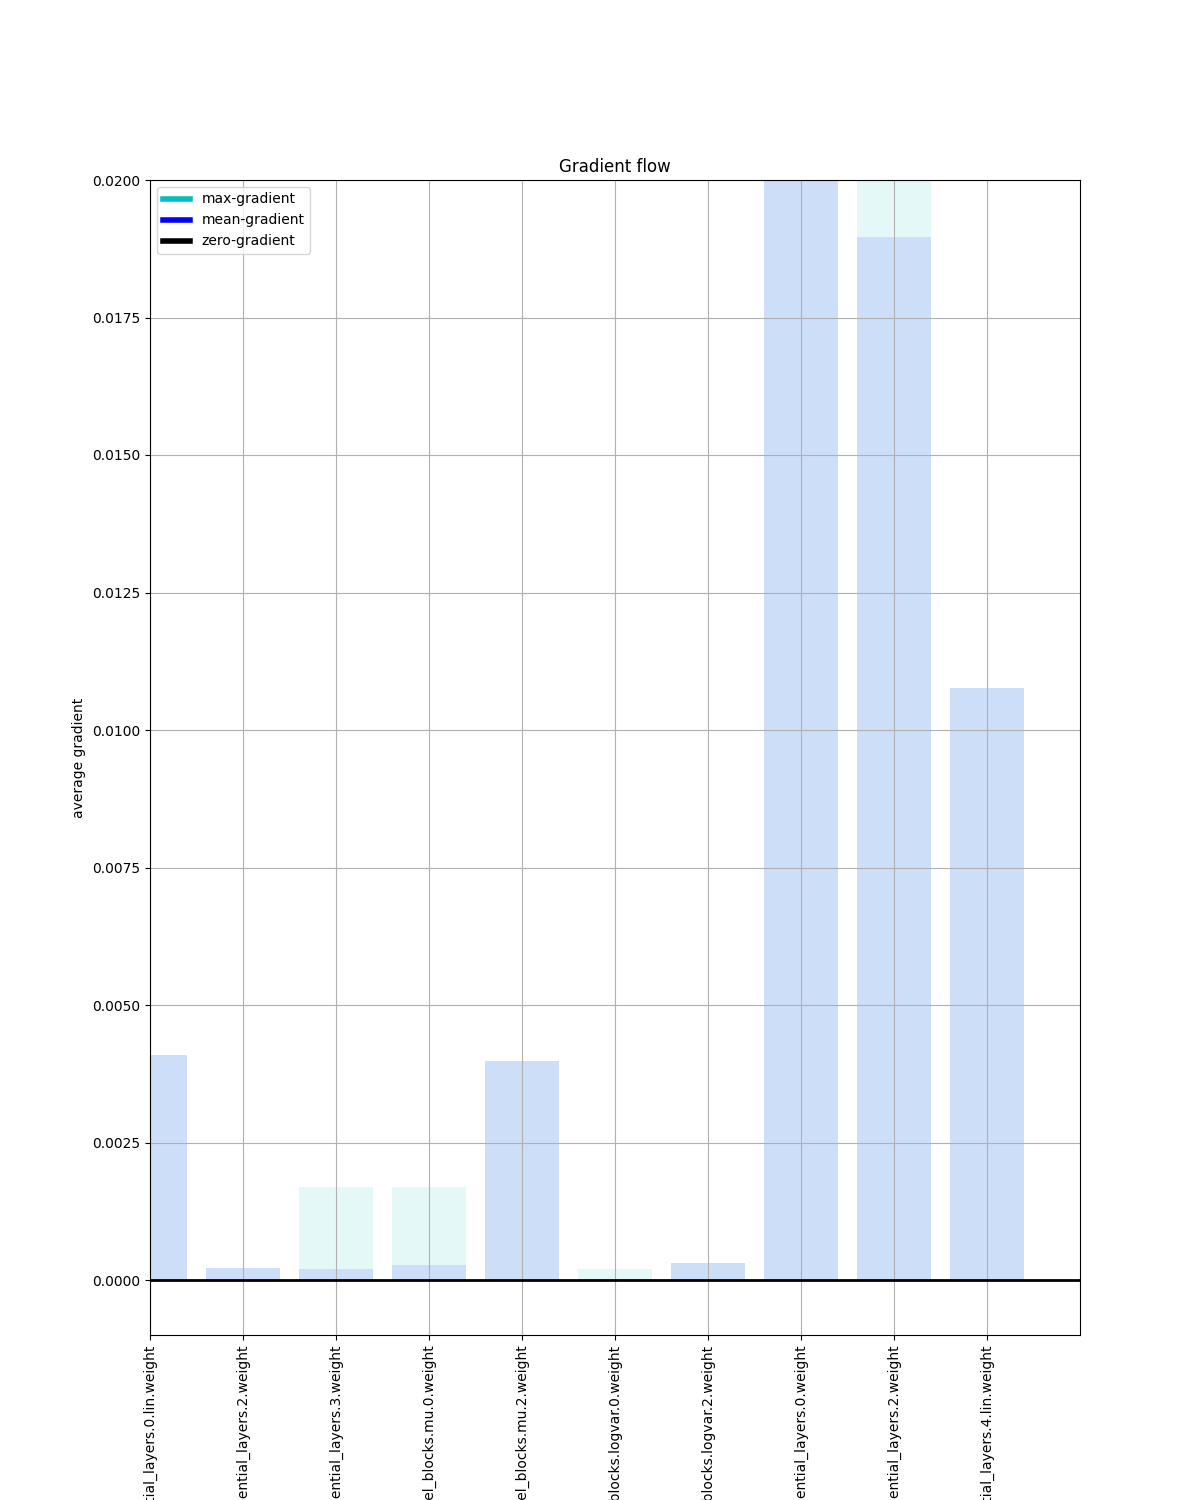 Gradient flow
max-gradient
mean-gradient
zero-gradient
0.0200
0.0175
0.0150
0.0125
0.0100
0.0075
0.0050
0.0025
0.0000
average gradient
tial_layers.0.lin.weight
ential_layers.2.weight
ential_layers.3.weight
el_blocks.mu.0.weight
el_blocks.mu.2.weight
blocks.logvar.0.weight
blocks.logvar.2.weight
ential_layers.0.weight
ential_layers.2.weight
tial_layers.4.lin.weight